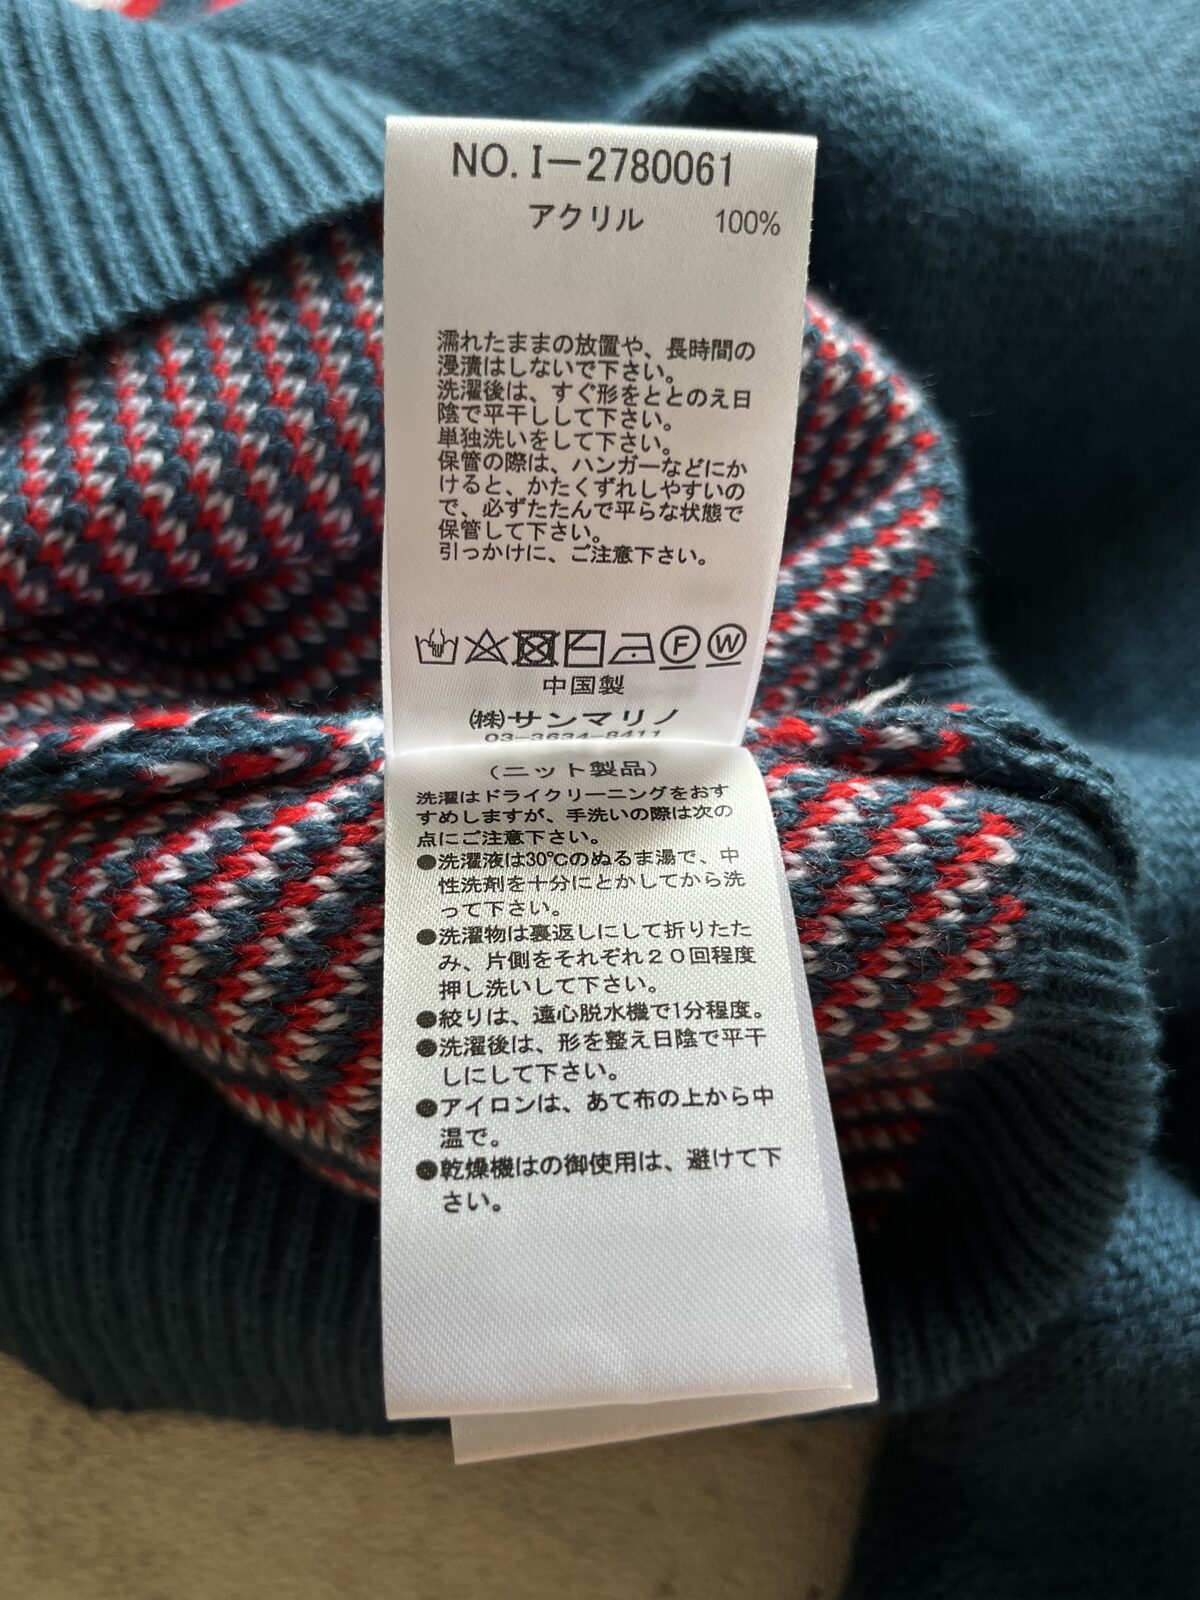 NO.I-2780061
アクリル 100%
濡れたままの放置や、長時間の
浸漬はしないで下さい。
洗濯後は、すぐ形をととのえ日
陰で平干しして下さい。
単独洗いをして下さい。
保管の際は、ハンガーなどにか
けると、かたくずれしやすいの
で、必ずたたんで平らな状態で
保管して下さい。
引っかけに、ご注意下さい。
F W
中国製
㈱サンマリノ
03-3634-8411
(ニット製品)
洗濯はドライクリーニングをおす
すめしますが、手洗いの際は次の
点にご注意下さい。
●洗濯液は30℃のぬるま湯で、中
性洗剤を十分にとかしてから洗
って下さい。
●洗濯物は裏返しにして折りたた
み、片側をそれぞれ20回程度
押し洗いして下さい。
●絞りは、遠心脱水機で1分程度。
●洗濯後は、形を整え日陰で平干
しにして下さい。
●アイロンは、あて布の上から中
温で。
●乾燥機はの御使用は、避けて下
さい。